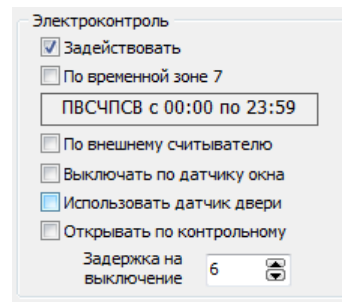 Электроконтроль
Задействовать
По временной зоне 7
ПВСЧПСВ с 00:00 по 23:59
По внешнему считывателю
Выключать по датчику окна
Использовать датчик двери
Открывать по контрольному
Задержка на
выключение
6